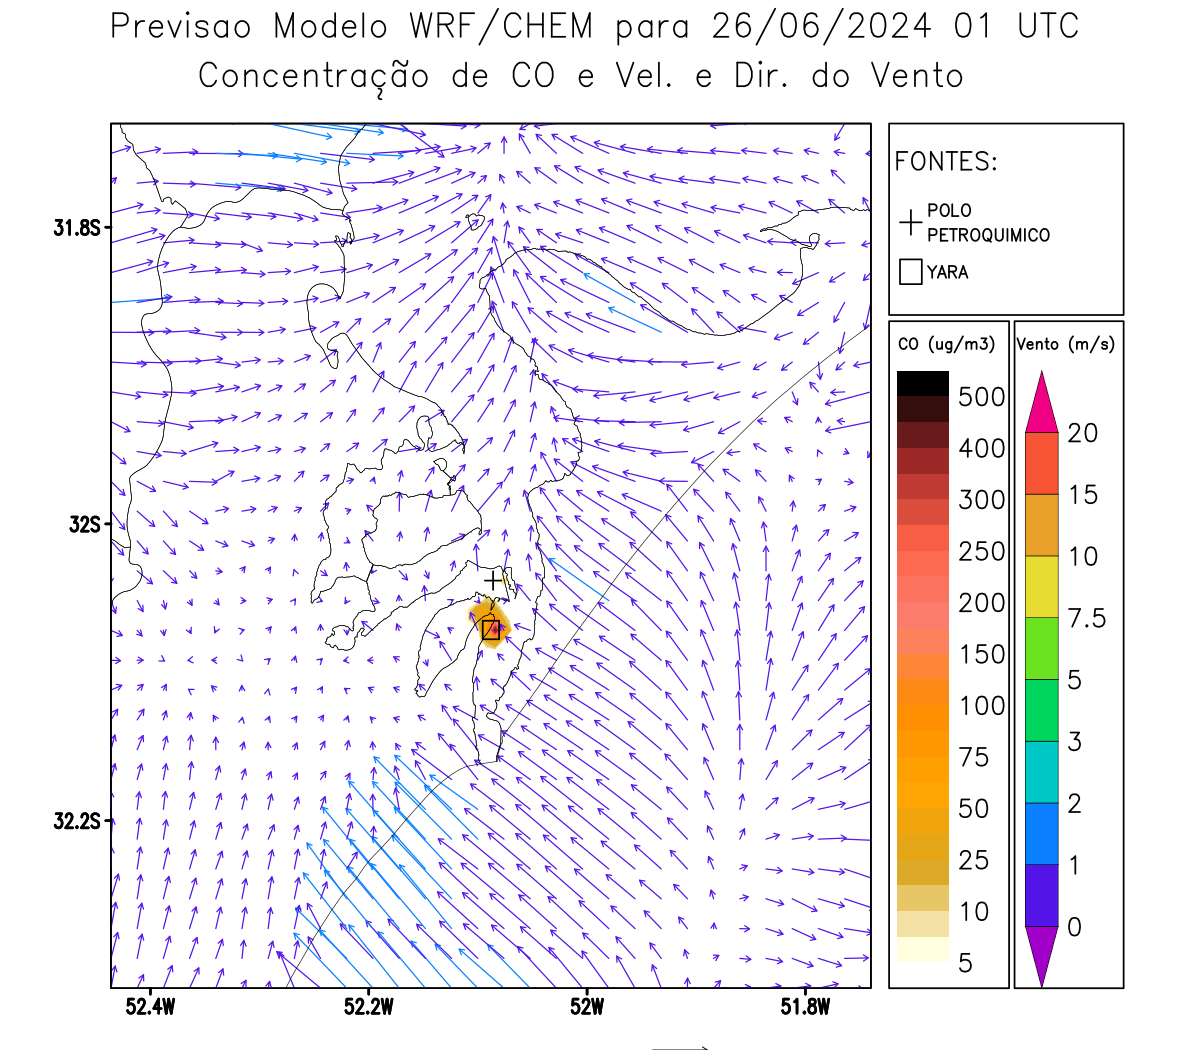 Previsao Modelo WRF/CHEM para 26/06/2024 01 UTC
Concentração de CO e Vel. e Dir. do Vento
FONTES:
POLO
PETROQUIMICO
YARA
CO (ug/m3)
500
400
300
250
200
150
100
75
50
25
10
5
Vento (m/s)
20
15
10
7.5
5
3
2
1
0
31.8S
32S
32.2S
52.4W
52.2W
52W
51.8W